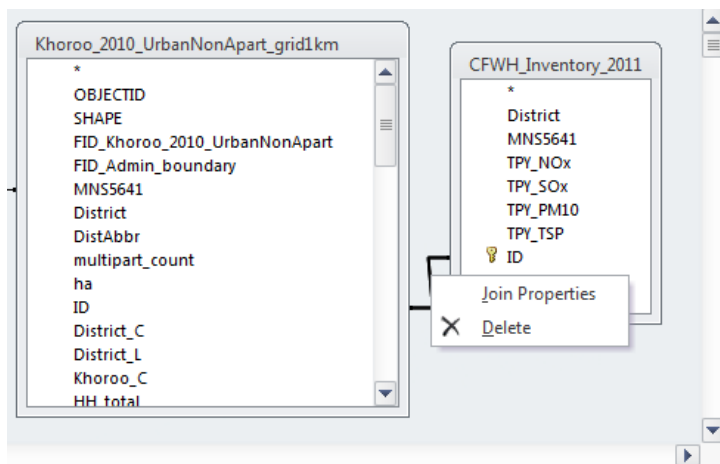 Khoroo_2010_UrbanNonApart_grid1km
*
OBJECTID
SHAPE
FID_Khoroo_2010_UrbanNonApart
FID_Admin_boundary
MNS5641
District
DistAbbr
multipart_count
ha
ID
District_C
District_L
Khoroo_C
HH_total
CFWH_Inventory_2011
*
District
MNS5641
TPY_NOx
TPY_SOx
TPY_PM10
TPY_TSP
ID
Join Properties
Delete